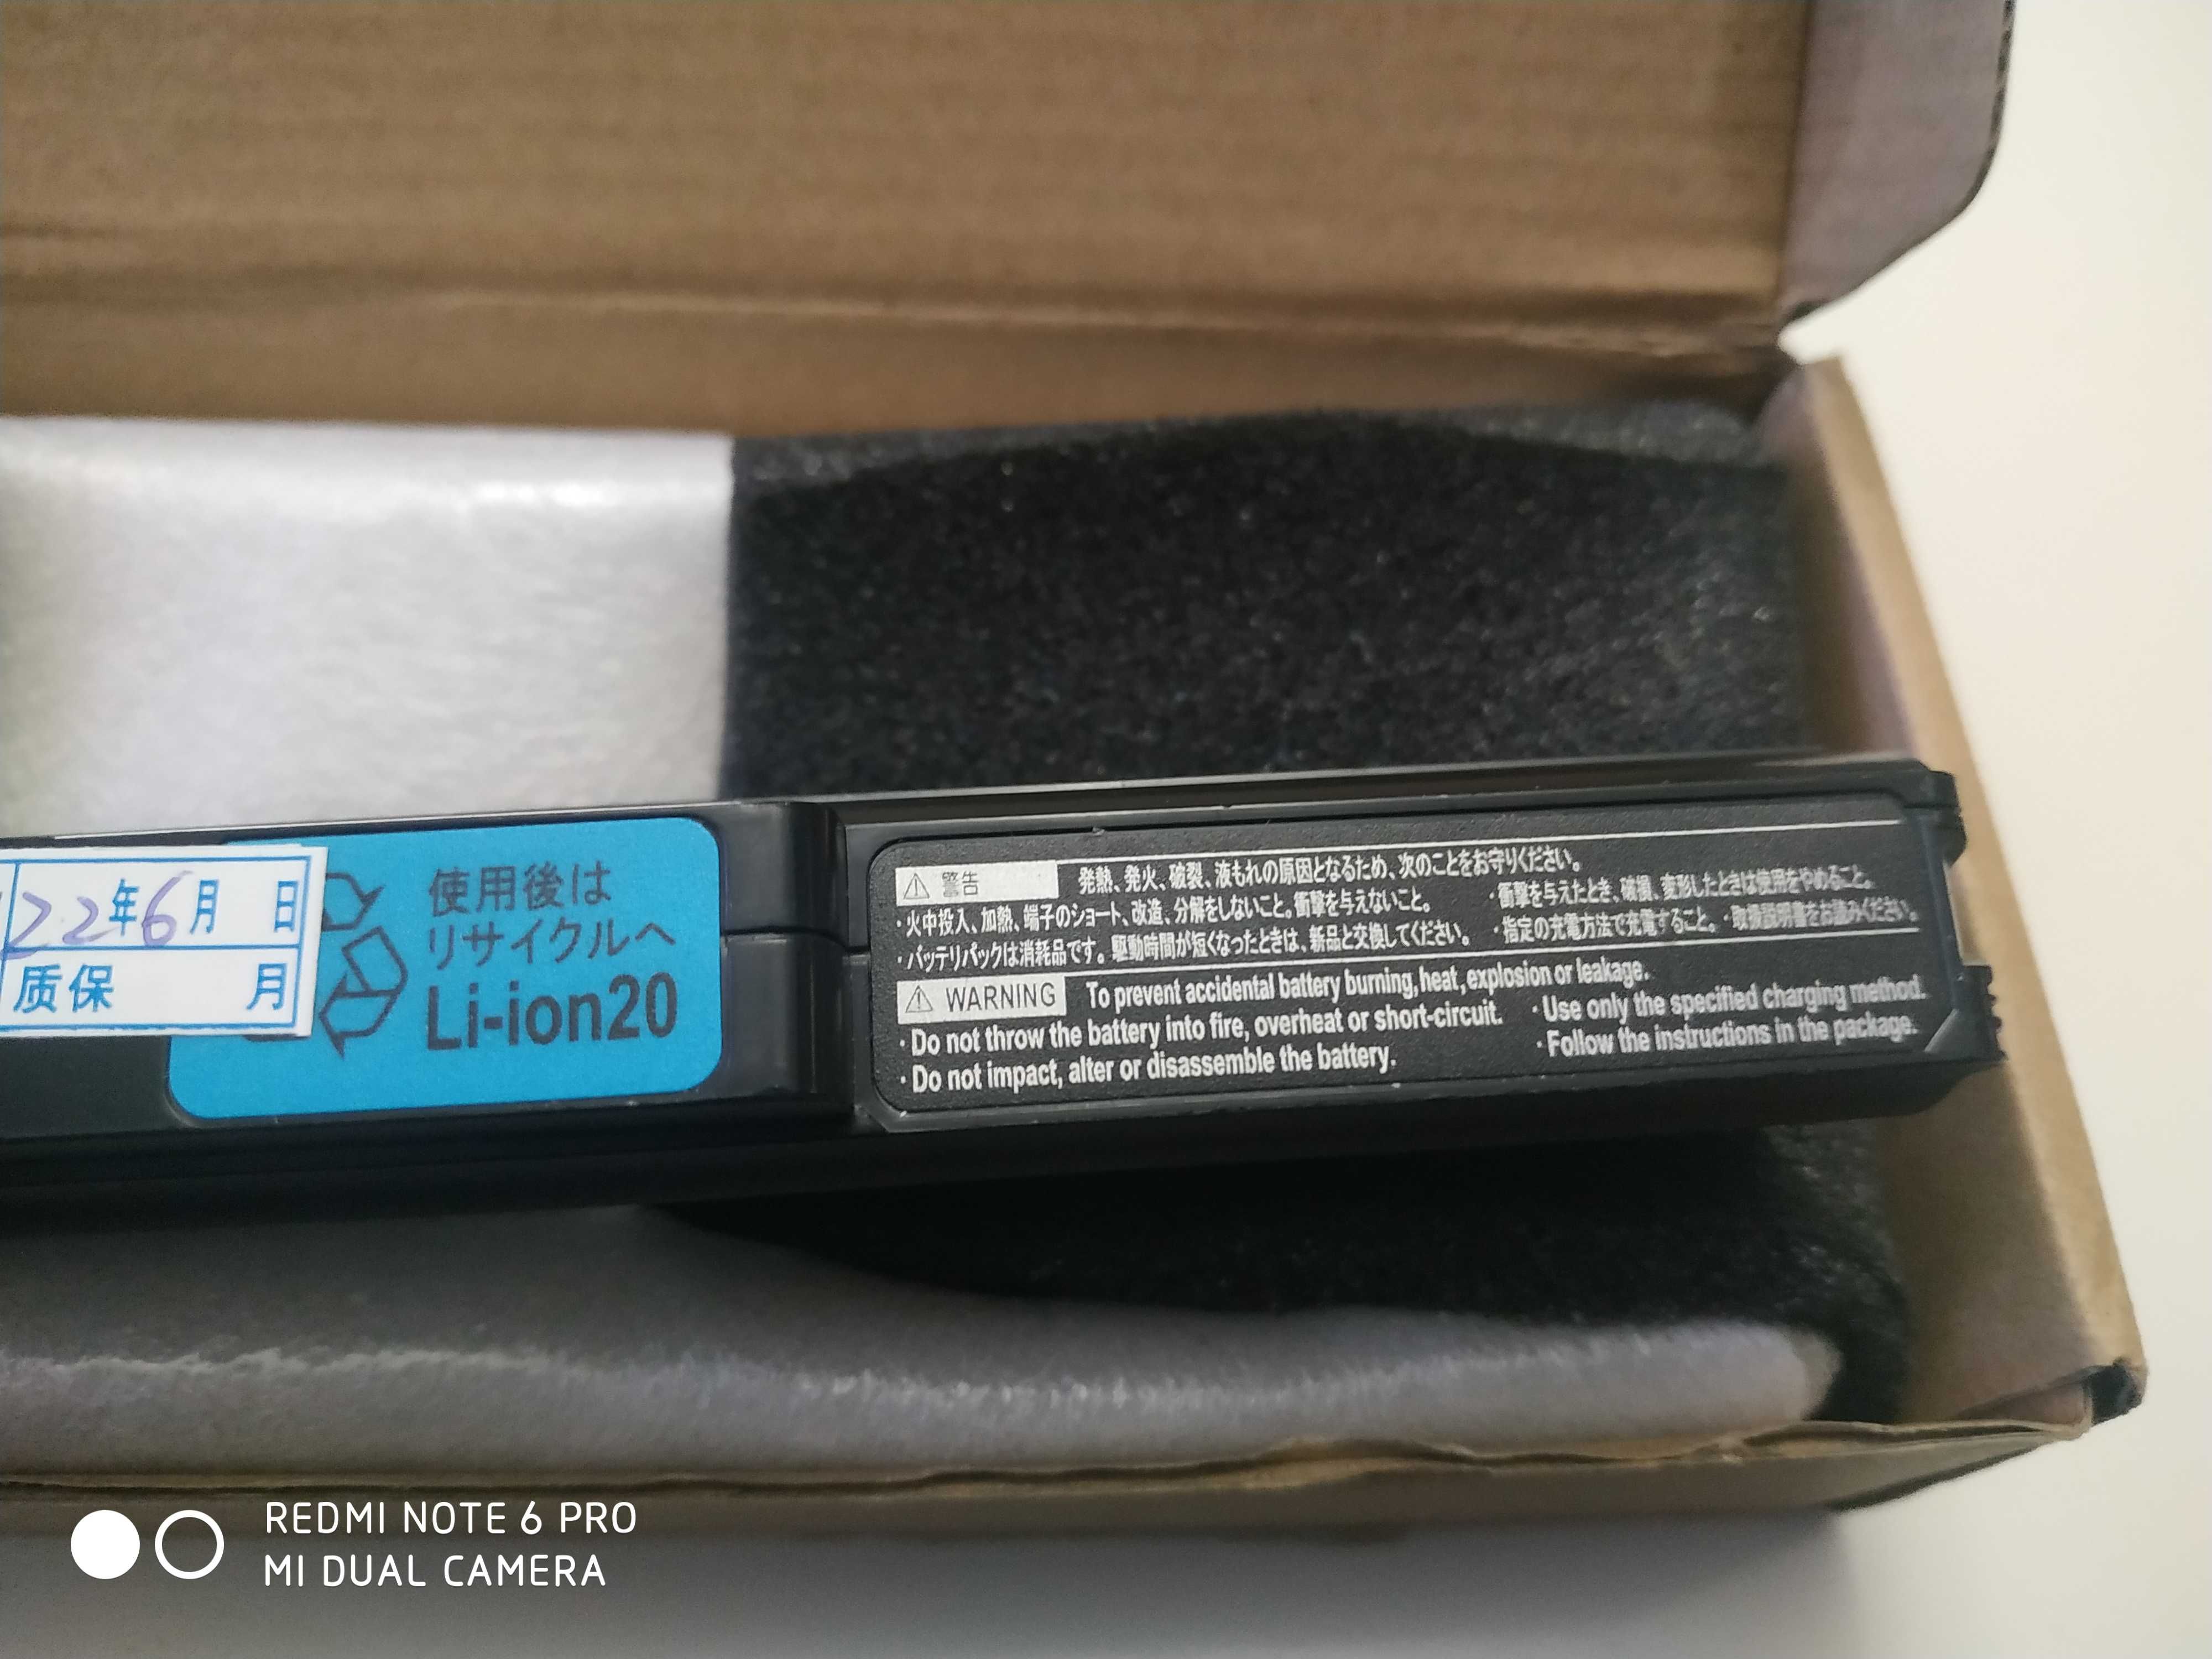 22年6月 日
质保 月
使用後は
リサイクルへ
Li-ion20
警告 発熱、発火、破裂、液もれの原因となるため、次のことをお守りください。
・火中投入、加熱、端子のショート、改造、分解をしないこと。衝撃を与えないこと。
・衝撃を与えたとき、破損、変形したときは使用をやめること。
・バッテリパックは消耗品です。駆動時間が短くなったときは、新品と交換してください。
・指定の充電方法で充電すること。・取扱説明書をお読みください。
WARNING To prevent accidental battery burning, heat, explosion or leakage.
・Do not throw the battery into fire, overheat or short-circuit.
・Use only the specified charging method.
・Do not impact, alter or disassemble the battery.
・Follow the instructions in the package.
REDMI NOTE 6 PRO
MI DUAL CAMERA